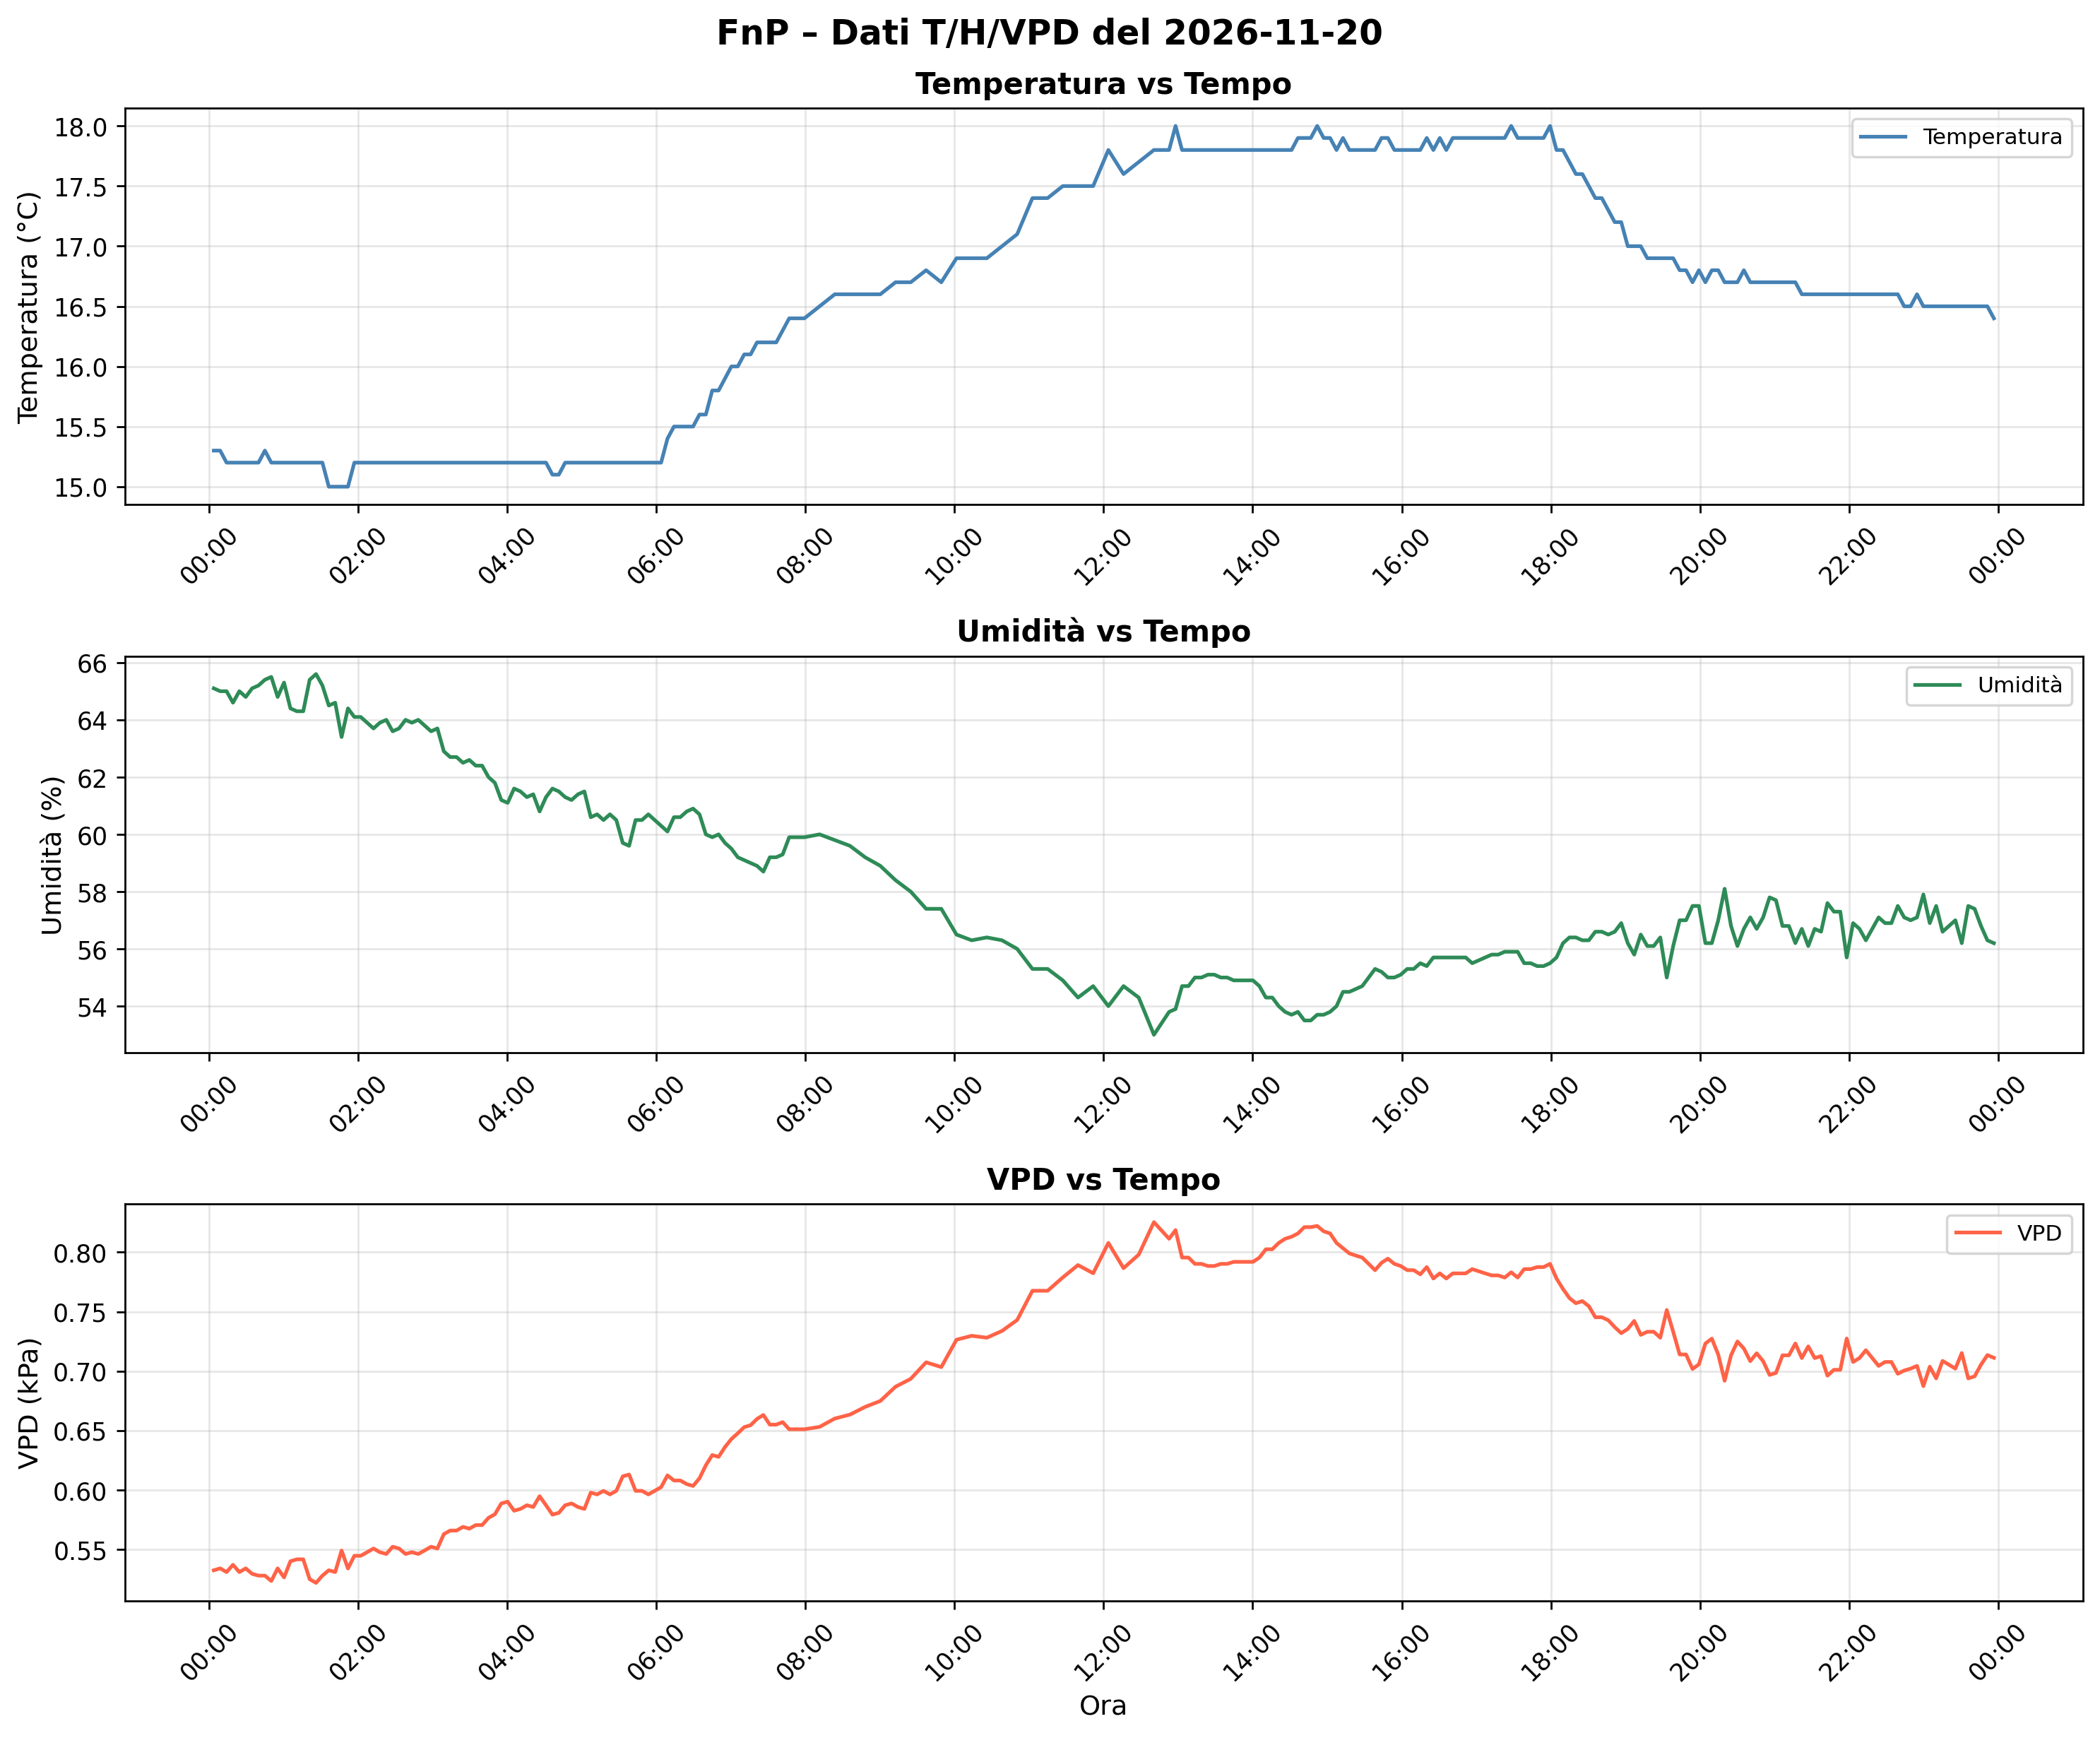 FnP – Dati T/H/VPD del 2026-11-20
Temperatura vs Tempo
Temperatura (°C)
18.0
17.5
17.0
16.5
16.0
15.5
15.0
Temperatura
00:00 02:00 04:00 06:00 08:00 10:00 12:00 14:00 16:00 18:00 20:00 22:00 00:00
Umidità vs Tempo
Umidità (%)
66
64
62
60
58
56
54
Umidità
00:00 02:00 04:00 06:00 08:00 10:00 12:00 14:00 16:00 18:00 20:00 22:00 00:00
VPD vs Tempo
VPD (kPa)
0.80
0.75
0.70
0.65
0.60
0.55
VPD
00:00 02:00 04:00 06:00 08:00 10:00 12:00 14:00 16:00 18:00 20:00 22:00 00:00
Ora